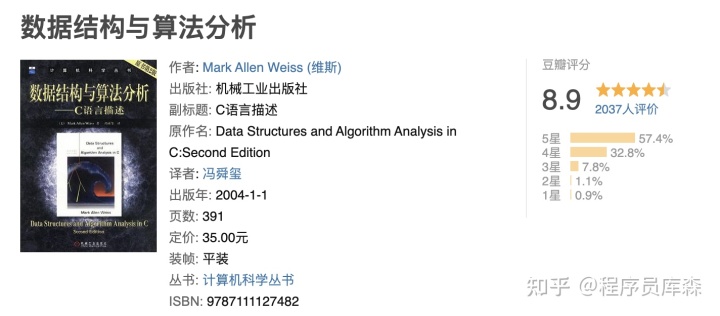 数据结构与算法分析
作者: Mark Allen Weiss (维斯)
出版社: 机械工业出版社
副标题: C语言描述
原作名: Data Structures and Algorithm Analysis in
C:Second Edition
译者: 冯舜玺
出版年: 2004-1-1
页数: 391
定价: 35.00元
装帧: 平装
丛书: 计算机科学丛书
ISBN: 9787111127482
豆瓣评分
8.9
2037人评价
5星 57.4%
4星 32.8%
3星 7.8%
2星 1.1%
1星 0.9%
计算机科学丛书
数据结构与算法分析
——C语言描述
Mark Allen Weiss
Data Structures
and
Algorithm Analysis in C
Mark Allen Weiss
Data Structures and Algorithm Analysis in C
Second Edition
知乎 @程序员库森